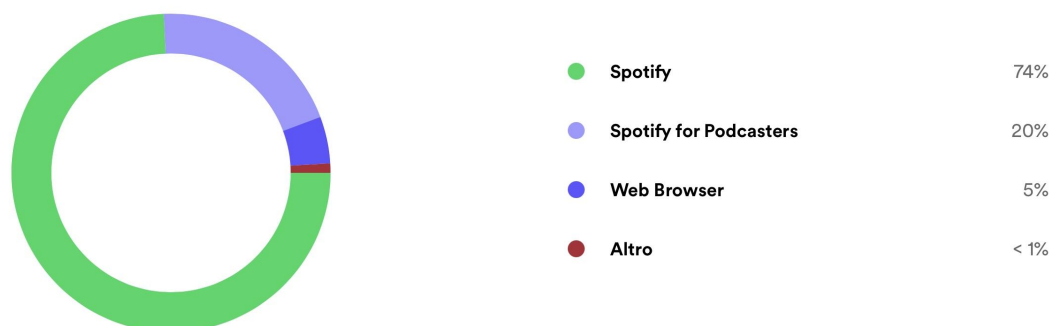 Spotify 74%
Spotify for Podcasters 20%
Web Browser 5%
Altro < 1%